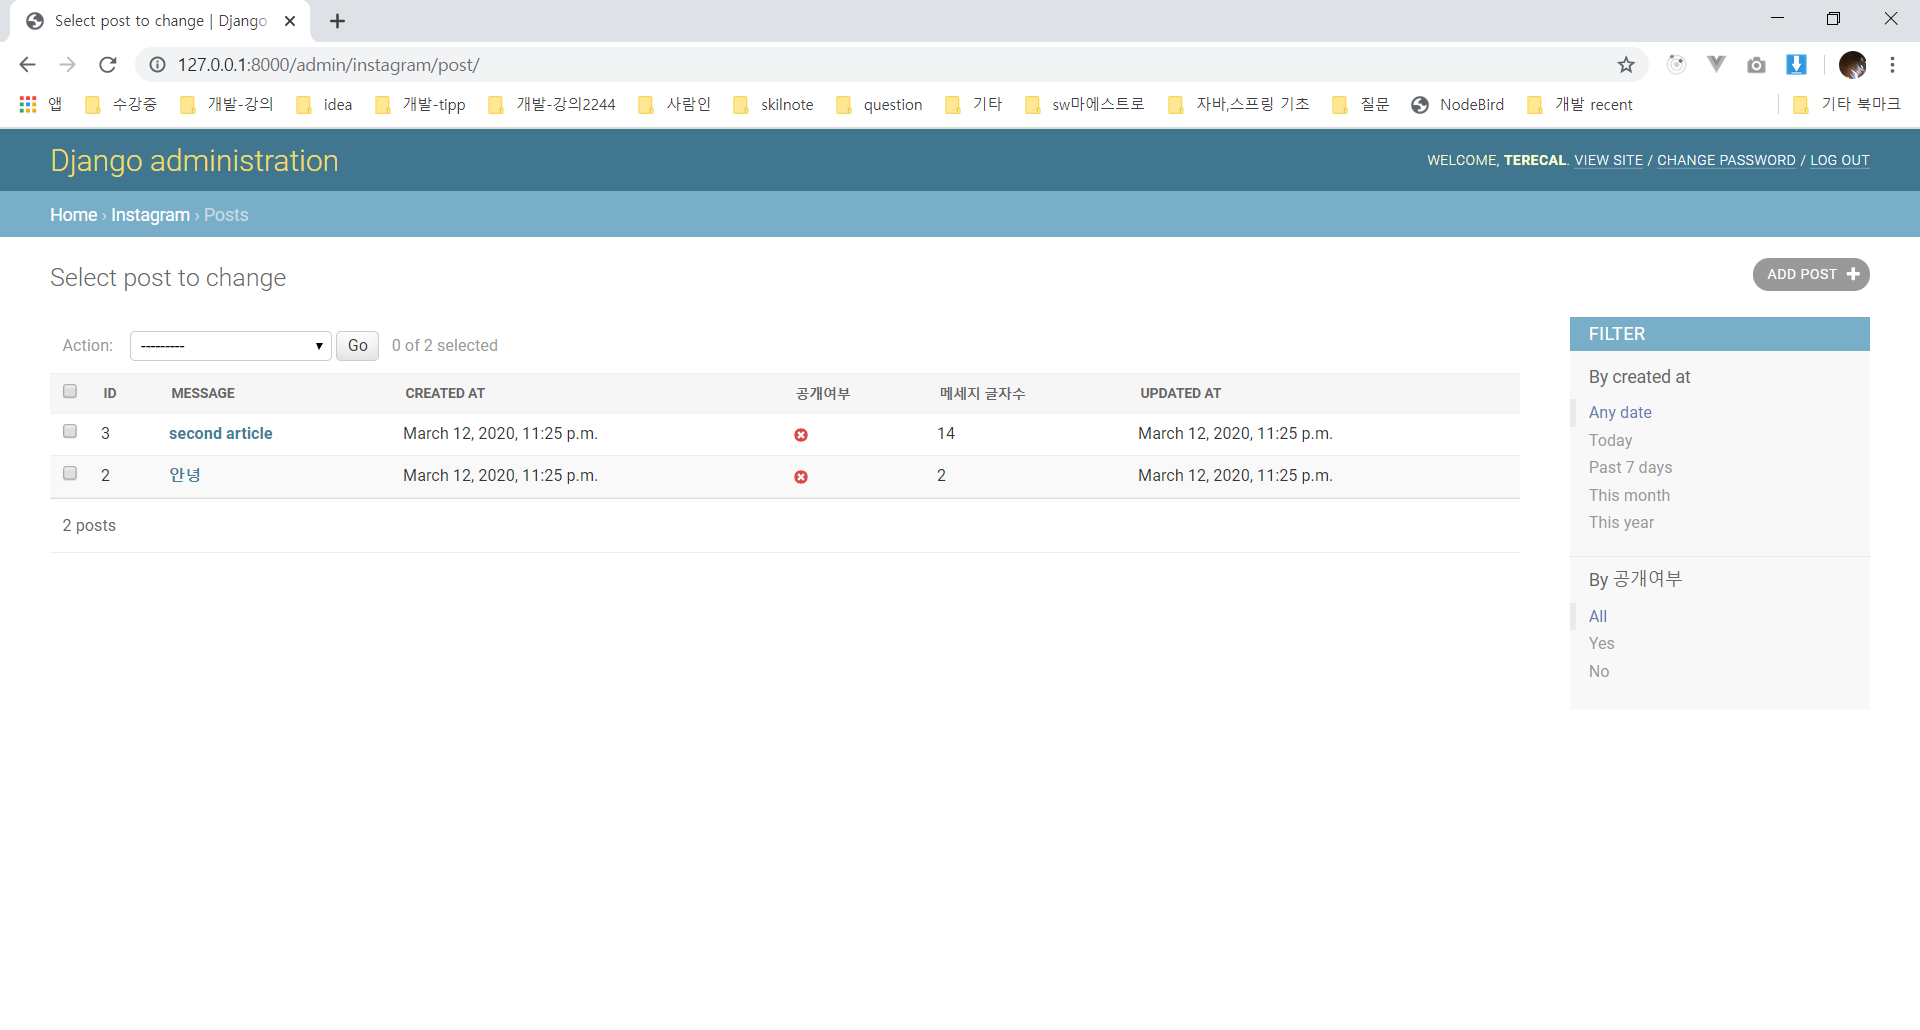 Select post to change | Django
127.0.0.1:8000/admin/instagram/post/
앱 수강중 개발-강의 idea 개발-tipp 개발-강의2244 사람인 skilnote question 기타 sw마에스트로 자바,스프링 기초 질문 NodeBird 개발 recent 기타 북마크
Django administration
WELCOME, TERECAL. VIEW SITE / CHANGE PASSWORD / LOG OUT
Home › Instagram › Posts
Select post to change
ADD POST
Action: --------- Go 0 of 2 selected
ID MESSAGE CREATED AT 공개여부 메세지 글자수 UPDATED AT
3 second article March 12, 2020, 11:25 p.m. 14 March 12, 2020, 11:25 p.m.
2 안녕 March 12, 2020, 11:25 p.m. 2 March 12, 2020, 11:25 p.m.
2 posts
FILTER
By created at
Any date
Today
Past 7 days
This month
This year
By 공개여부
All
Yes
No